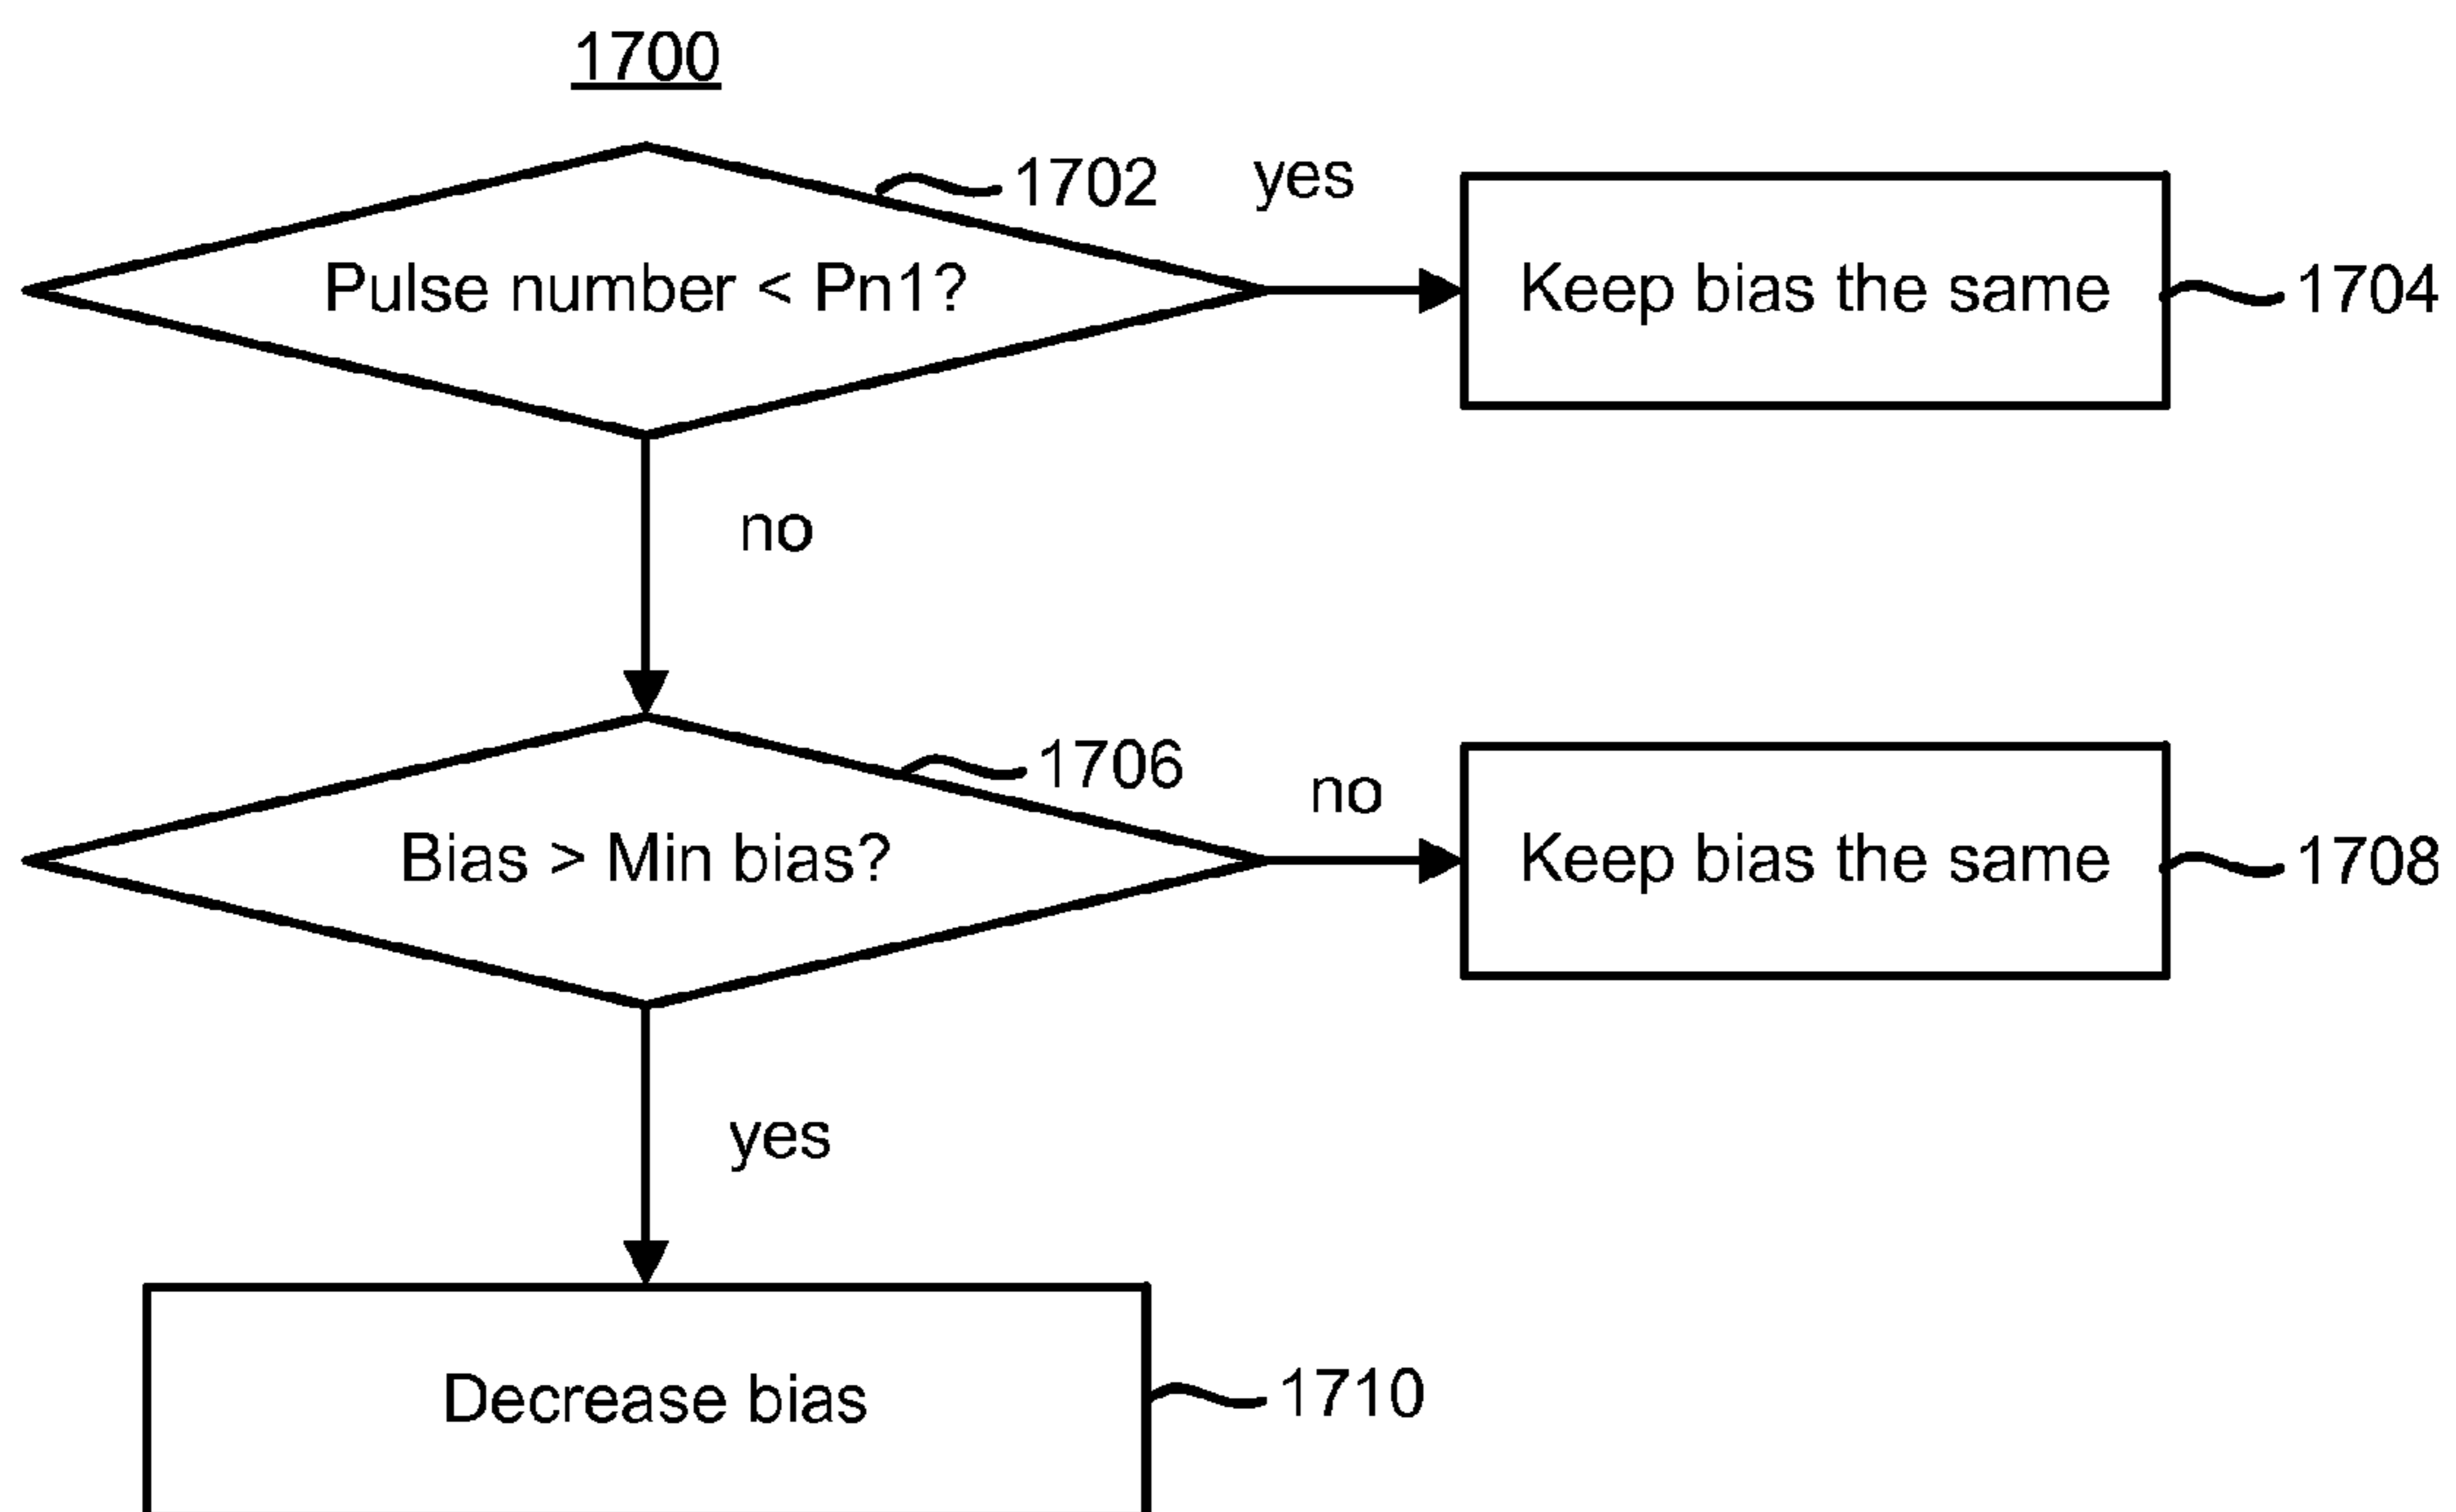 1700
1702
yes
Pulse number < Pn1?
Keep bias the same
1704
no
1706
no
Bias > Min bias?
Keep bias the same
1708
yes
Decrease bias
1710